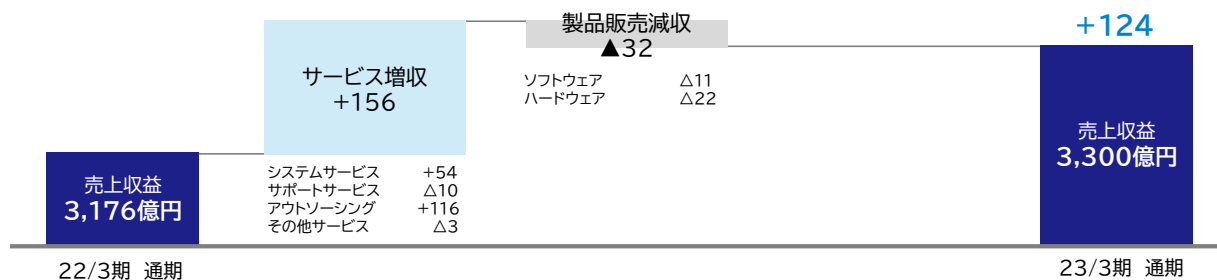 売上収益
3,176億円
22/3期 通期
サービス増収
+156
システムサービス +54
サポートサービス △10
アウトソーシング +116
その他サービス △3
製品販売減収
▲32
ソフトウェア △11
ハードウェア △22
+124
売上収益
3,300億円
23/3期 通期